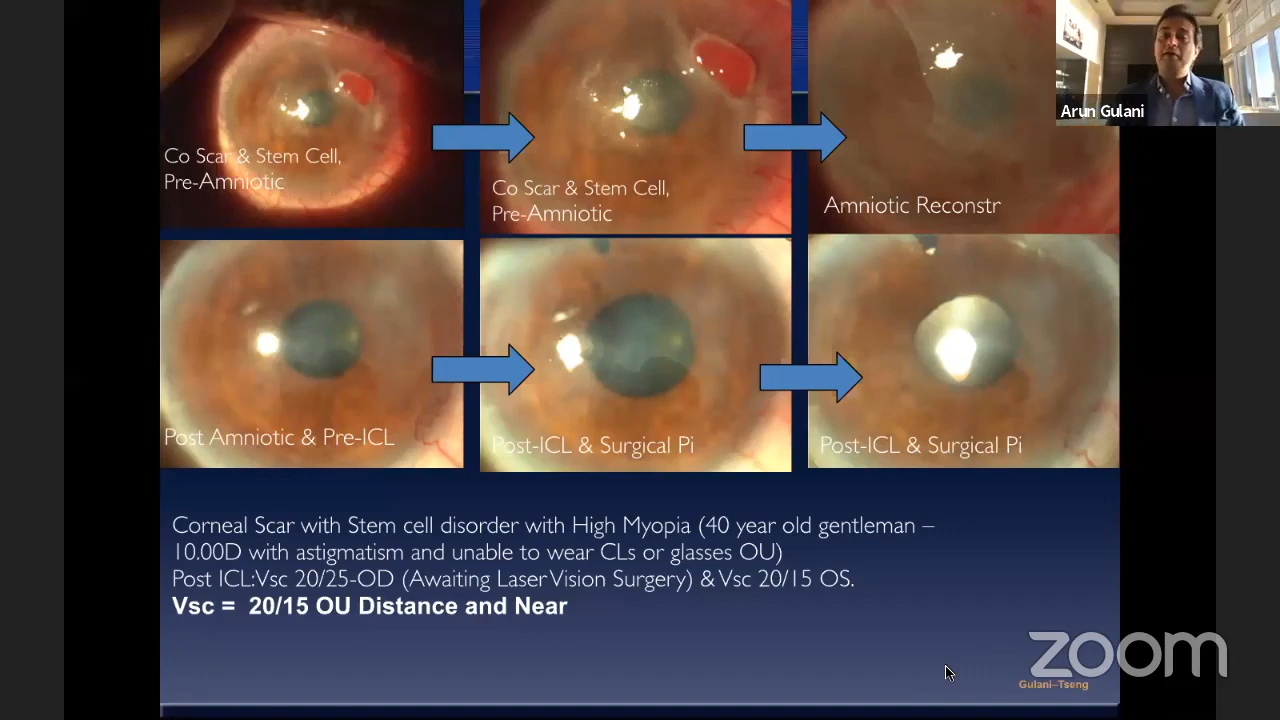 Arun Gulani
Co Scar & Stem Cell,
Pre-Amniotic
Co Scar & Stem Cell,
Pre-Amniotic
Amniotic Reconstr
Post Amniotic & Pre-ICL
Post-ICL & Surgical Pi
Post-ICL & Surgical Pi
Corneal Scar with Stem cell disorder with High Myopia (40 year old gentleman –
10.00D with astigmatism and unable to wear CLs or glasses OU)
Post ICL:Vsc 20/25-OD (Awaiting Laser Vision Surgery) & Vsc 20/15 OS.
Vsc = 20/15 OU Distance and Near
zoom
Gulani–Tseng